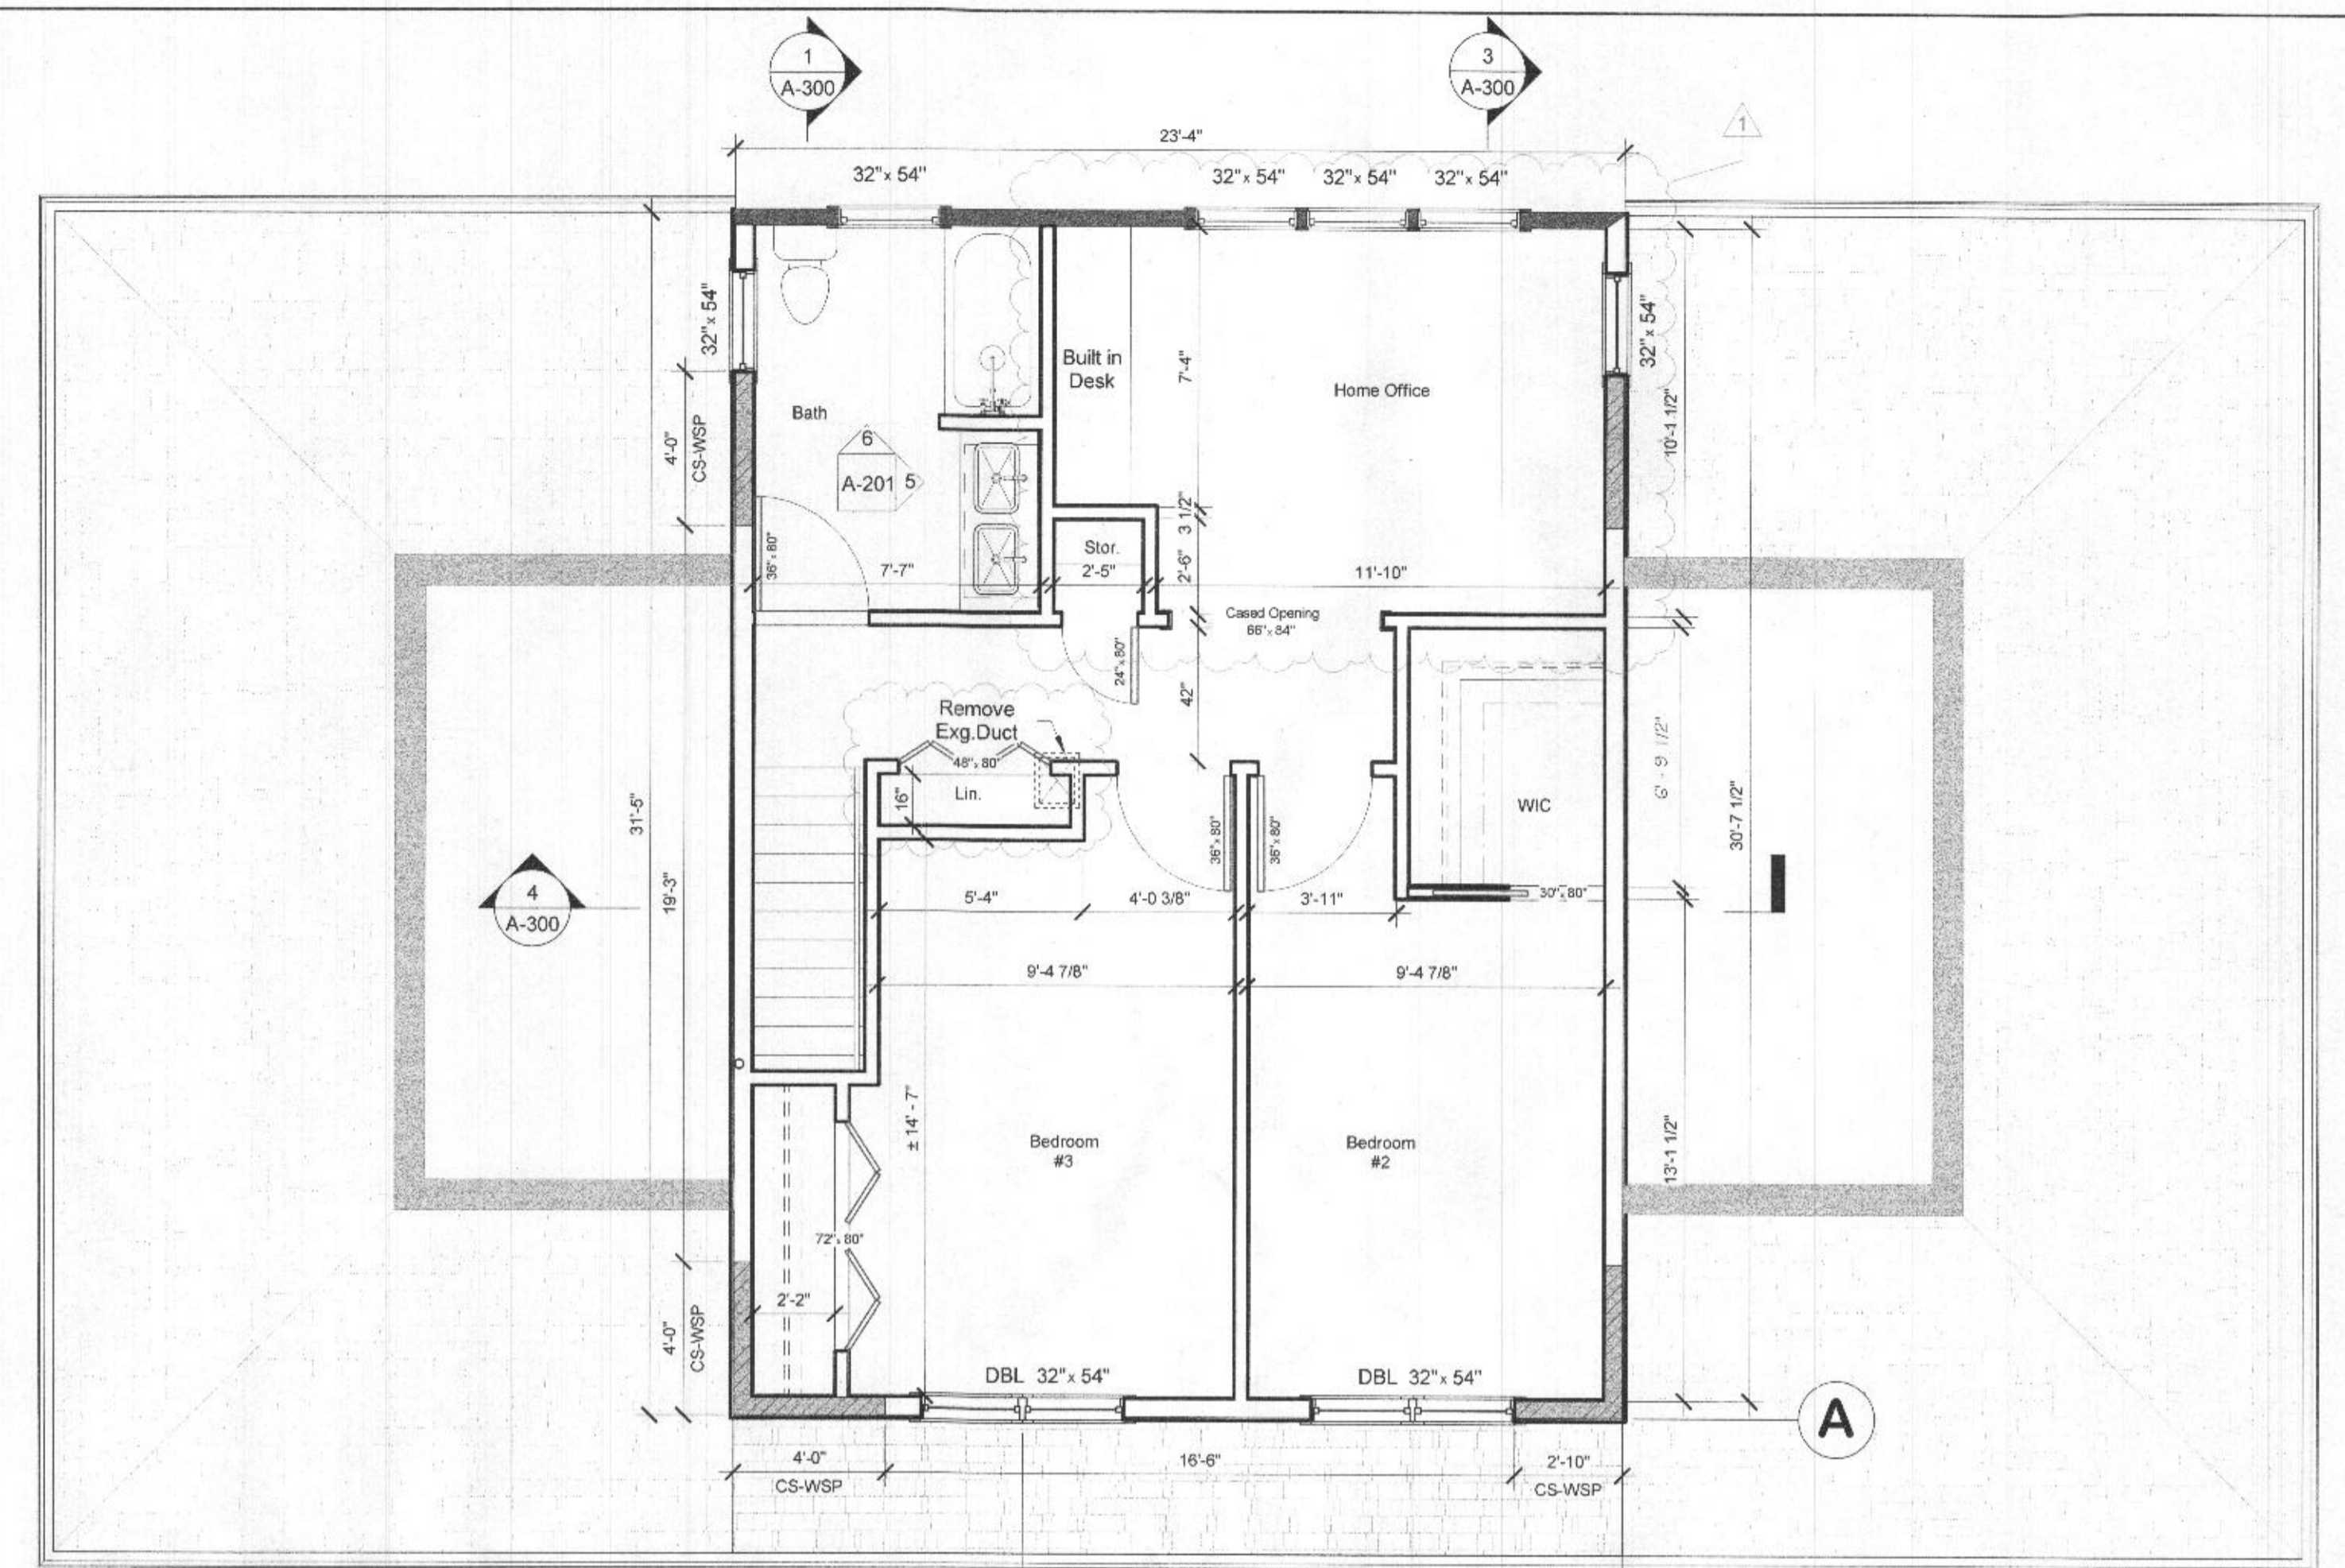 1
A-300
3
A-300
1
23'-4"
32"x 54"
32"x 54"
32"x 54"
32"x 54"
32"x 54"
32"x 54"
Built in
Desk
7'-4"
Home Office
Bath
4'-0"
CS-WSP
10'-1 1/2"
6
A-201
5
3 1/2"
36"x 80"
Stor.
2'-5"
2'-6"
7'-7"
11'-10"
Cased Opening
66"x 84"
24"x 80"
42"
Remove
Exg.Duct
48"x 80"
16"
Lin.
6' - 9 1/2"
WIC
31'-5"
30'-7 1/2"
36"x 80"
36"x 80"
4
A-300
19'-3"
5'-4"
4'-0 3/8"
3'-11"
30"x 80"
9'-4 7/8"
9'-4 7/8"
± 14' - 7"
Bedroom
#3
Bedroom
#2
13'-1 1/2"
72"x 80"
2'-2"
4'-0"
CS-WSP
DBL 32"x 54"
DBL 32"x 54"
A
4'-0"
CS-WSP
16'-6"
2'-10"
CS-WSP